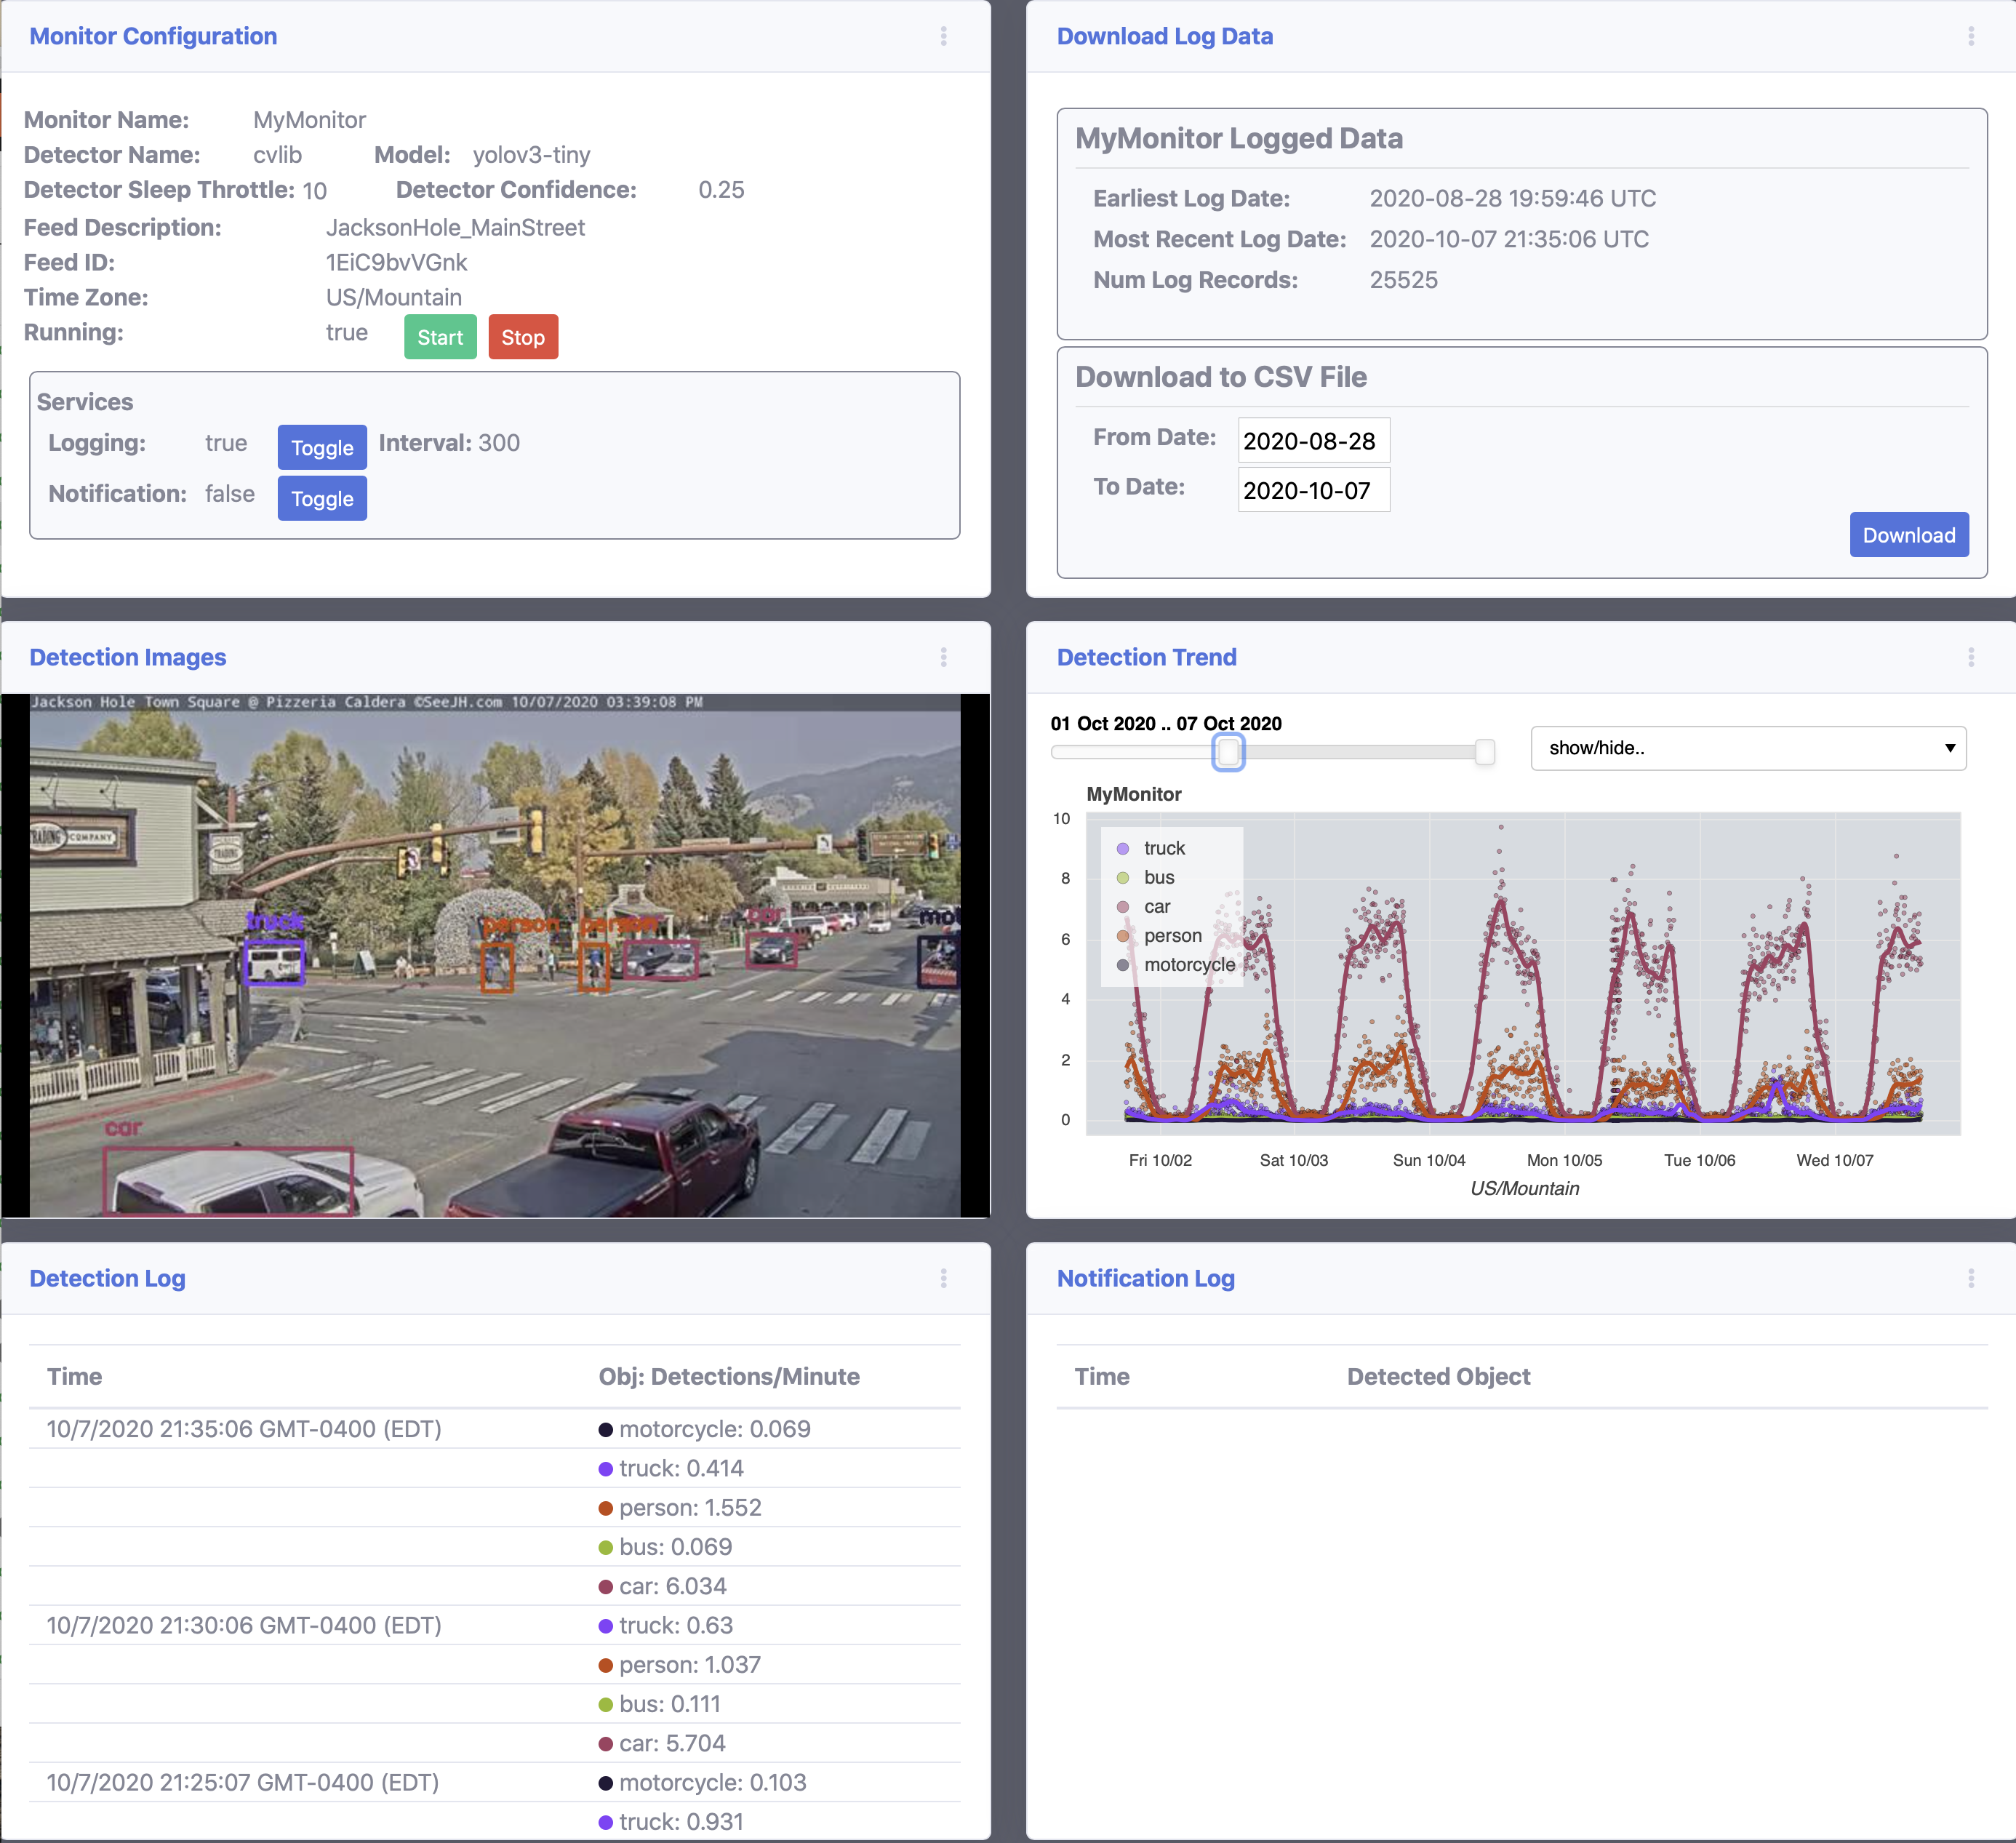 Monitor Configuration
Monitor Name: MyMonitor
Detector Name: cvlib Model: yolov3-tiny
Detector Sleep Throttle: 10 Detector Confidence: 0.25
Feed Description: JacksonHole_MainStreet
Feed ID: 1EiC9bvVGnk
Time Zone: US/Mountain
Running: true Start Stop
Services
Logging: true Toggle Interval: 300
Notification: false Toggle
Download Log Data
MyMonitor Logged Data
Earliest Log Date: 2020-08-28 19:59:46 UTC
Most Recent Log Date: 2020-10-07 21:35:06 UTC
Num Log Records: 25525
Download to CSV File
From Date: 2020-08-28
To Date: 2020-10-07
Download
Detection Images
Jackson Hole Town Square @ Pizzeria Caldera ©SeeJH.com 10/07/2020 03:39:08 PM
TRADING COMPANY
TRADING
truck
person
person
car
mot
car
Detection Trend
01 Oct 2020 .. 07 Oct 2020
show/hide..
MyMonitor
10
8
6
4
2
0
truck
bus
car
person
motorcycle
Fri 10/02 Sat 10/03 Sun 10/04 Mon 10/05 Tue 10/06 Wed 10/07
US/Mountain
Detection Log
Time Obj: Detections/Minute
10/7/2020 21:35:06 GMT-0400 (EDT) motorcycle: 0.069
truck: 0.414
person: 1.552
bus: 0.069
car: 6.034
10/7/2020 21:30:06 GMT-0400 (EDT) truck: 0.63
person: 1.037
bus: 0.111
car: 5.704
10/7/2020 21:25:07 GMT-0400 (EDT) motorcycle: 0.103
truck: 0.931
Notification Log
Time Detected Object